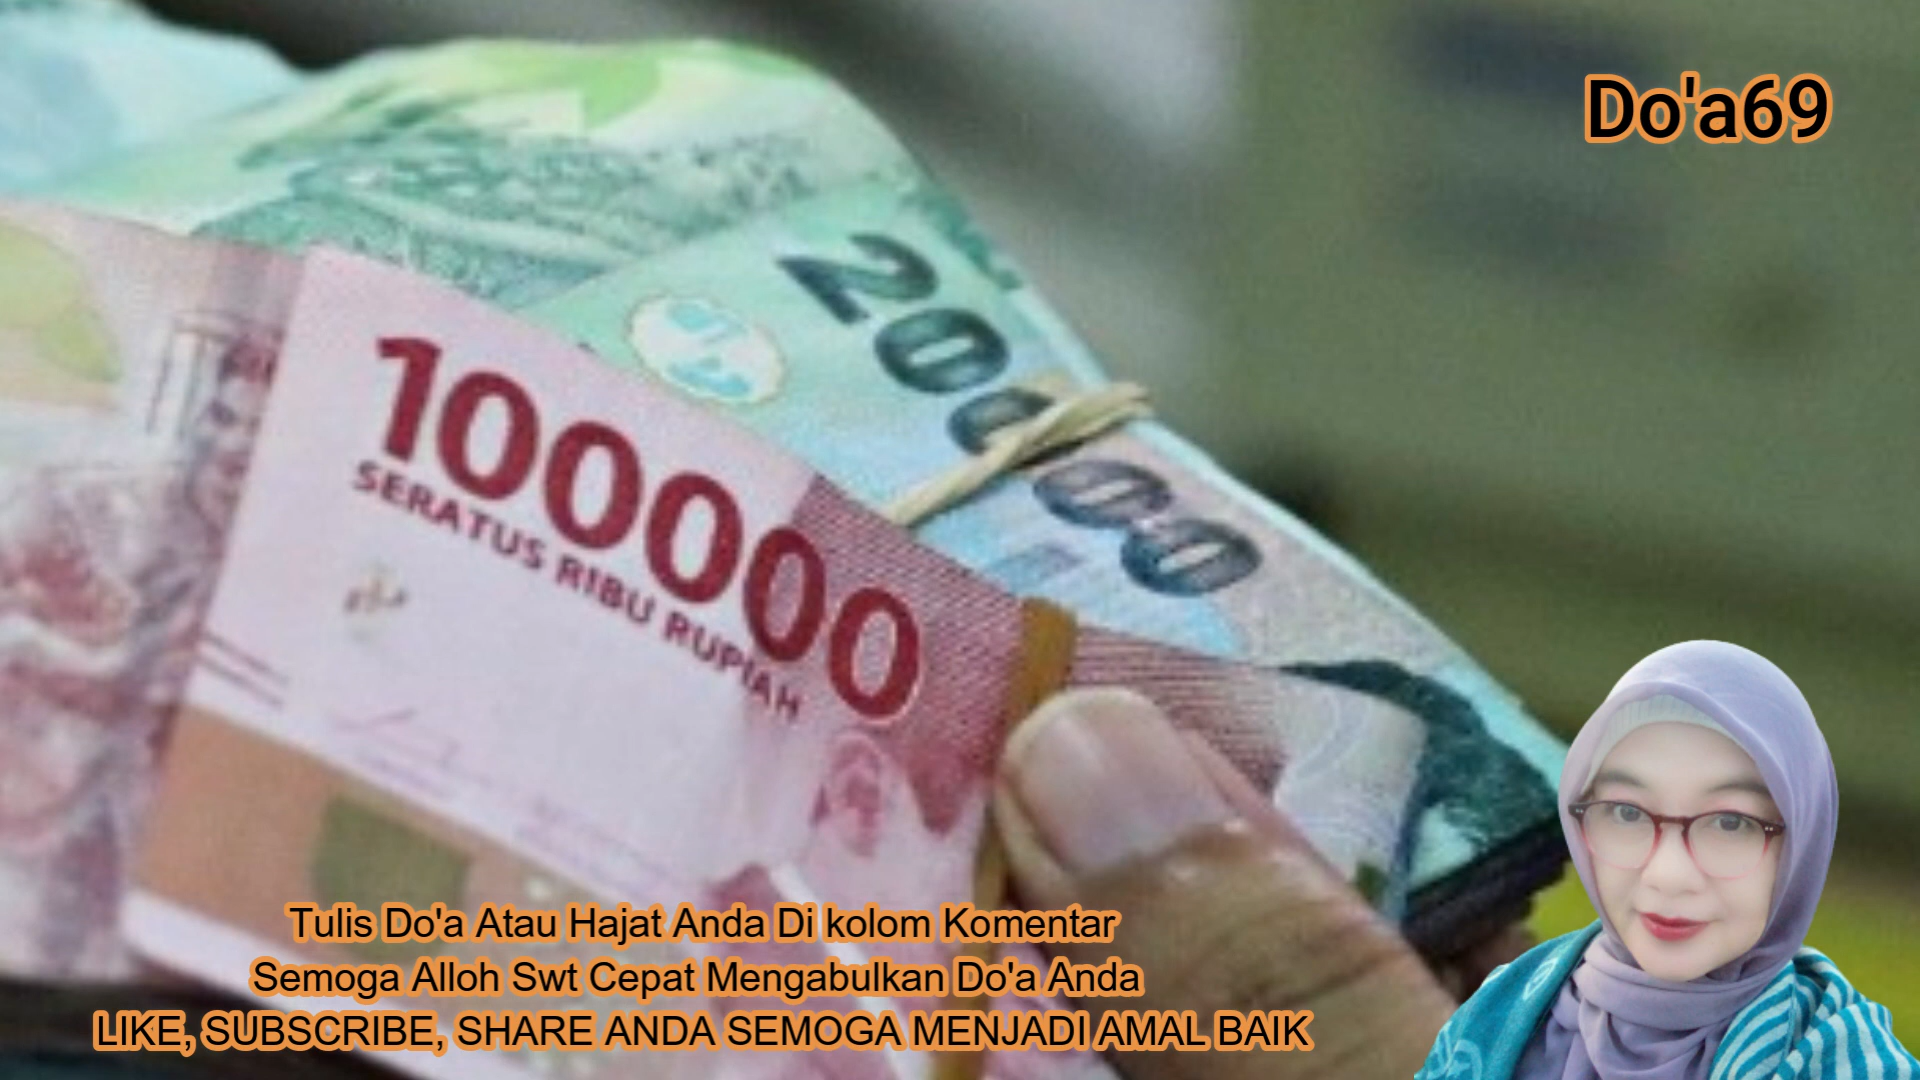 Do'a69
20000
100000
SERATUS RIBU RUPIAH
Tulis Do'a Atau Hajat Anda Di kolom Komentar
Semoga Alloh Swt Cepat Mengabulkan Do'a Anda
LIKE, SUBSCRIBE, SHARE ANDA SEMOGA MENJADI AMAL BAIK